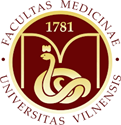 · FACULTAS MEDICINAE ·
UNIVERSITAS VILNENSIS
1781